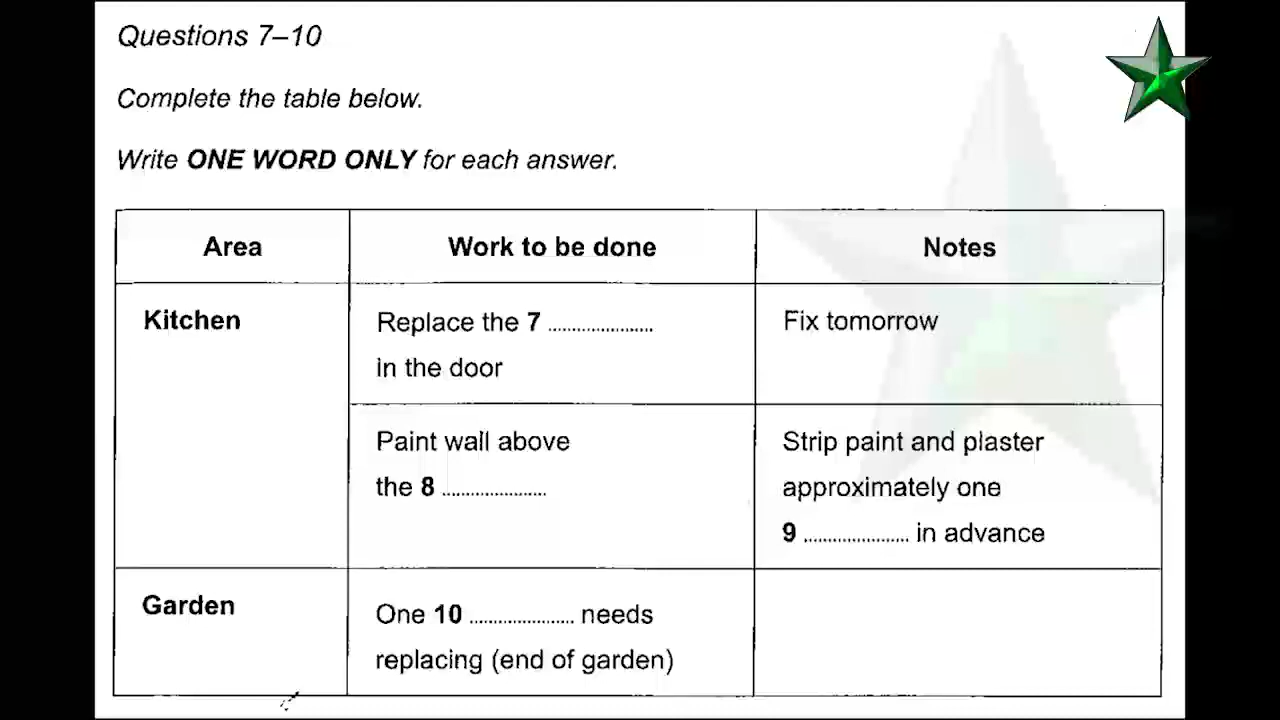 Questions 7–10
Complete the table below.
Write ONE WORD ONLY for each answer.
Area
Work to be done
Notes
Kitchen
Replace the 7 ......................
in the door
Fix tomorrow
Paint wall above
the 8 ......................
Strip paint and plaster
approximately one
9 ...................... in advance
Garden
One 10 ...................... needs
replacing (end of garden)